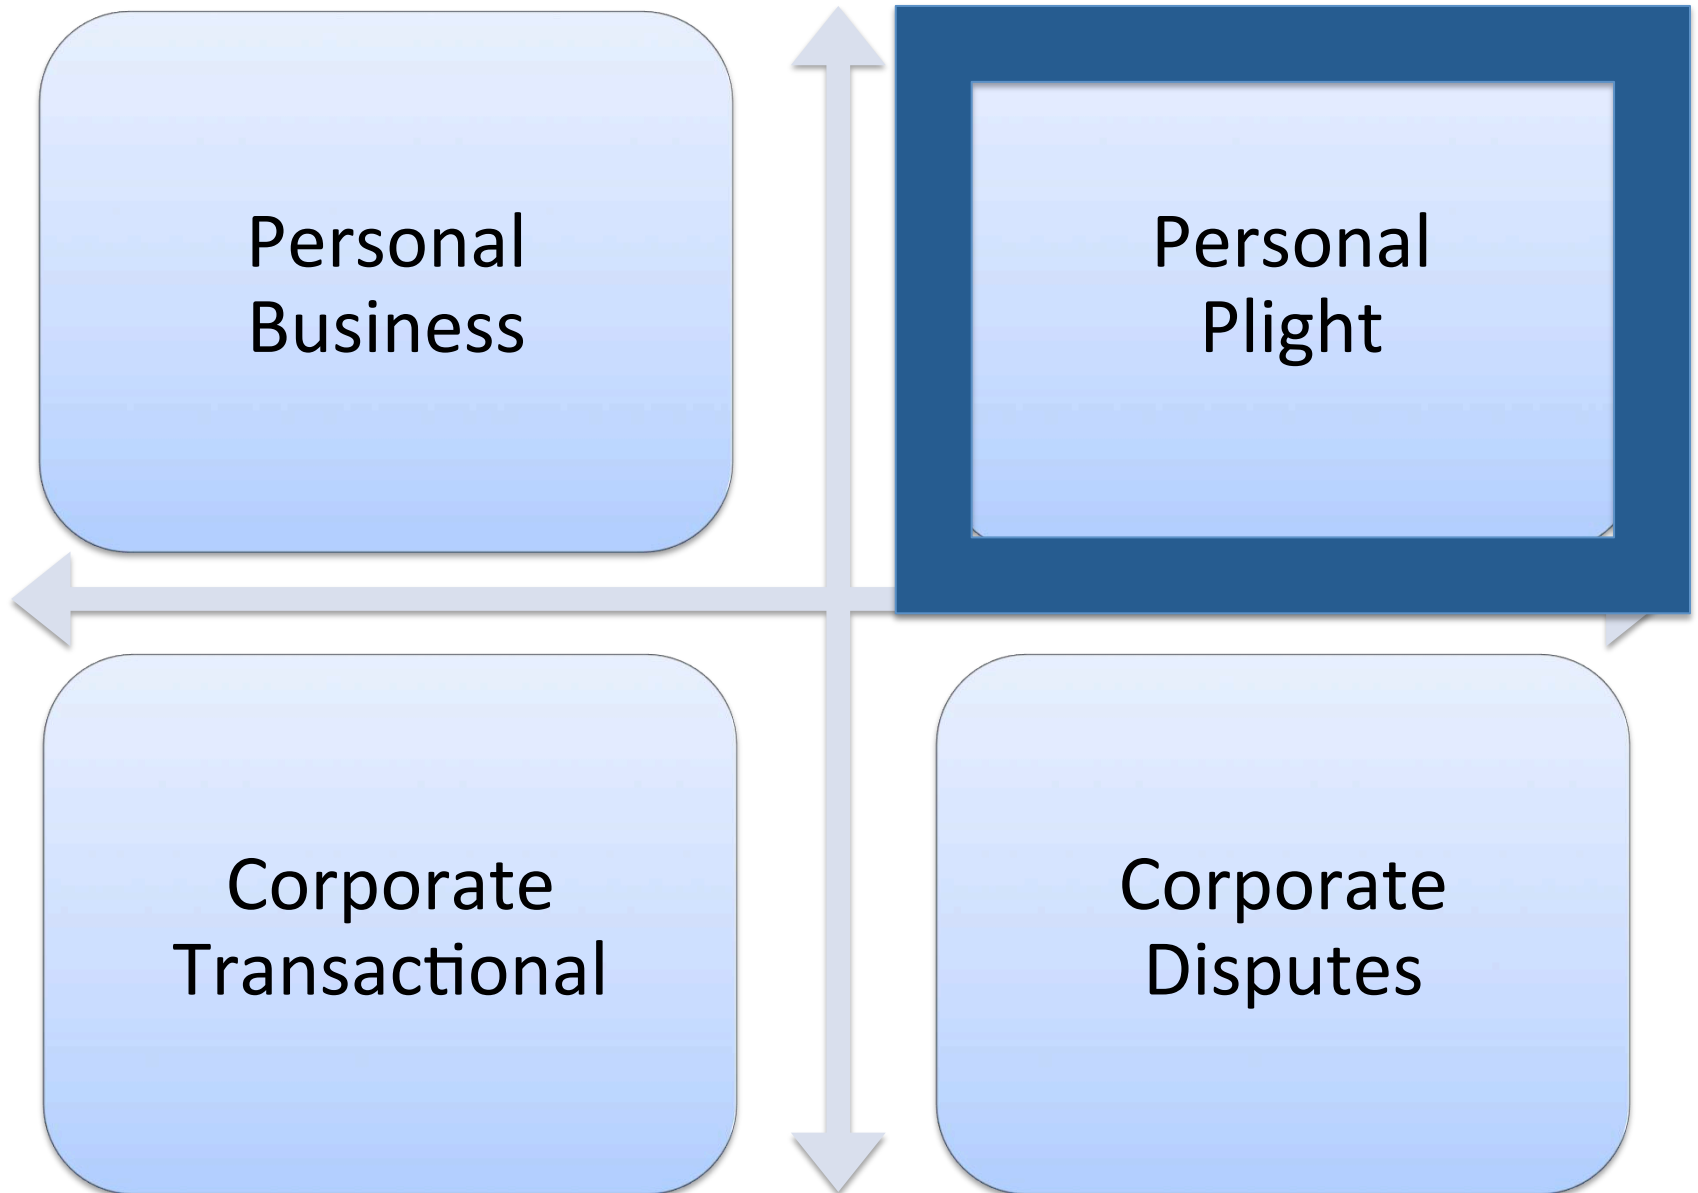 Personal
Business
Personal
Plight
Corporate
Transactional
Corporate
Disputes